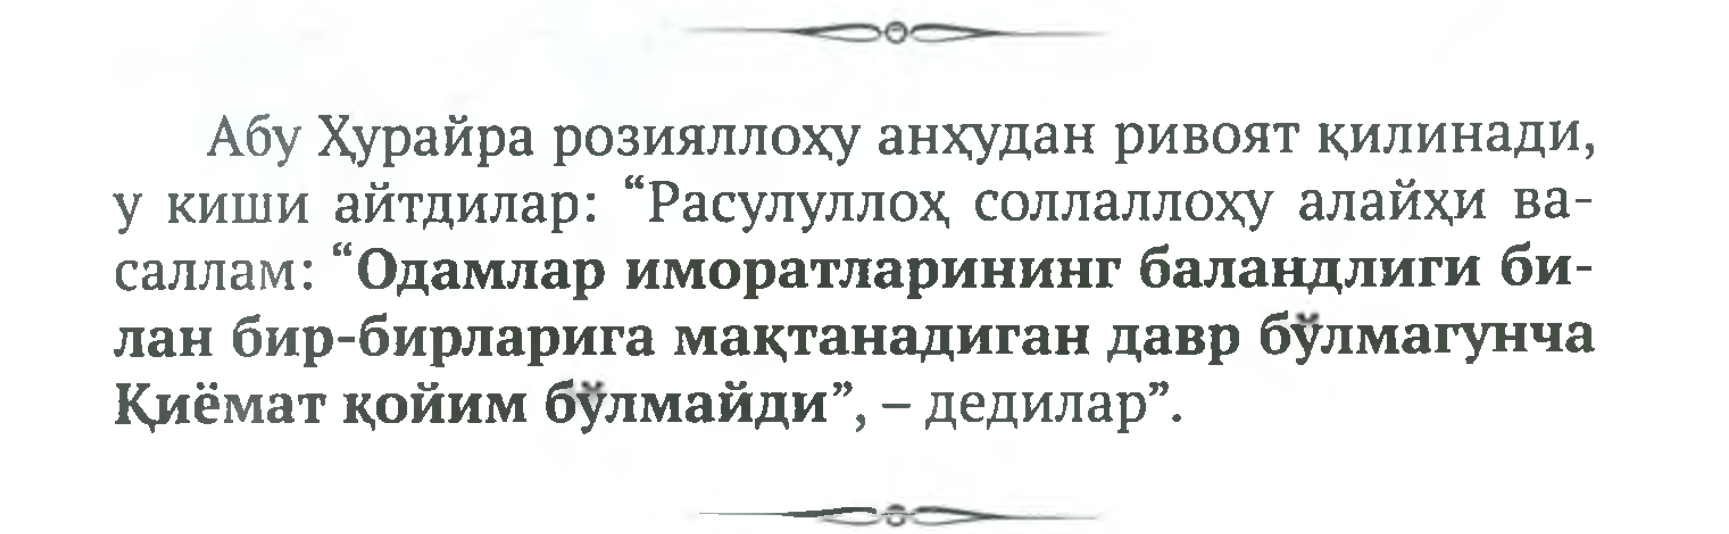 Абу Ҳурайра розияллоҳу анҳудан ривоят қилинади,
у киши айтдилар: “Расулуллоҳ соллаллоҳу алайҳи ва-
саллам: “Одамлар иморатларининг баландлиги би-
лан бир-бирларига мақтанадиган давр бўлмагунча
Қиёмат қойим бўлмайди”, – дедилар”.